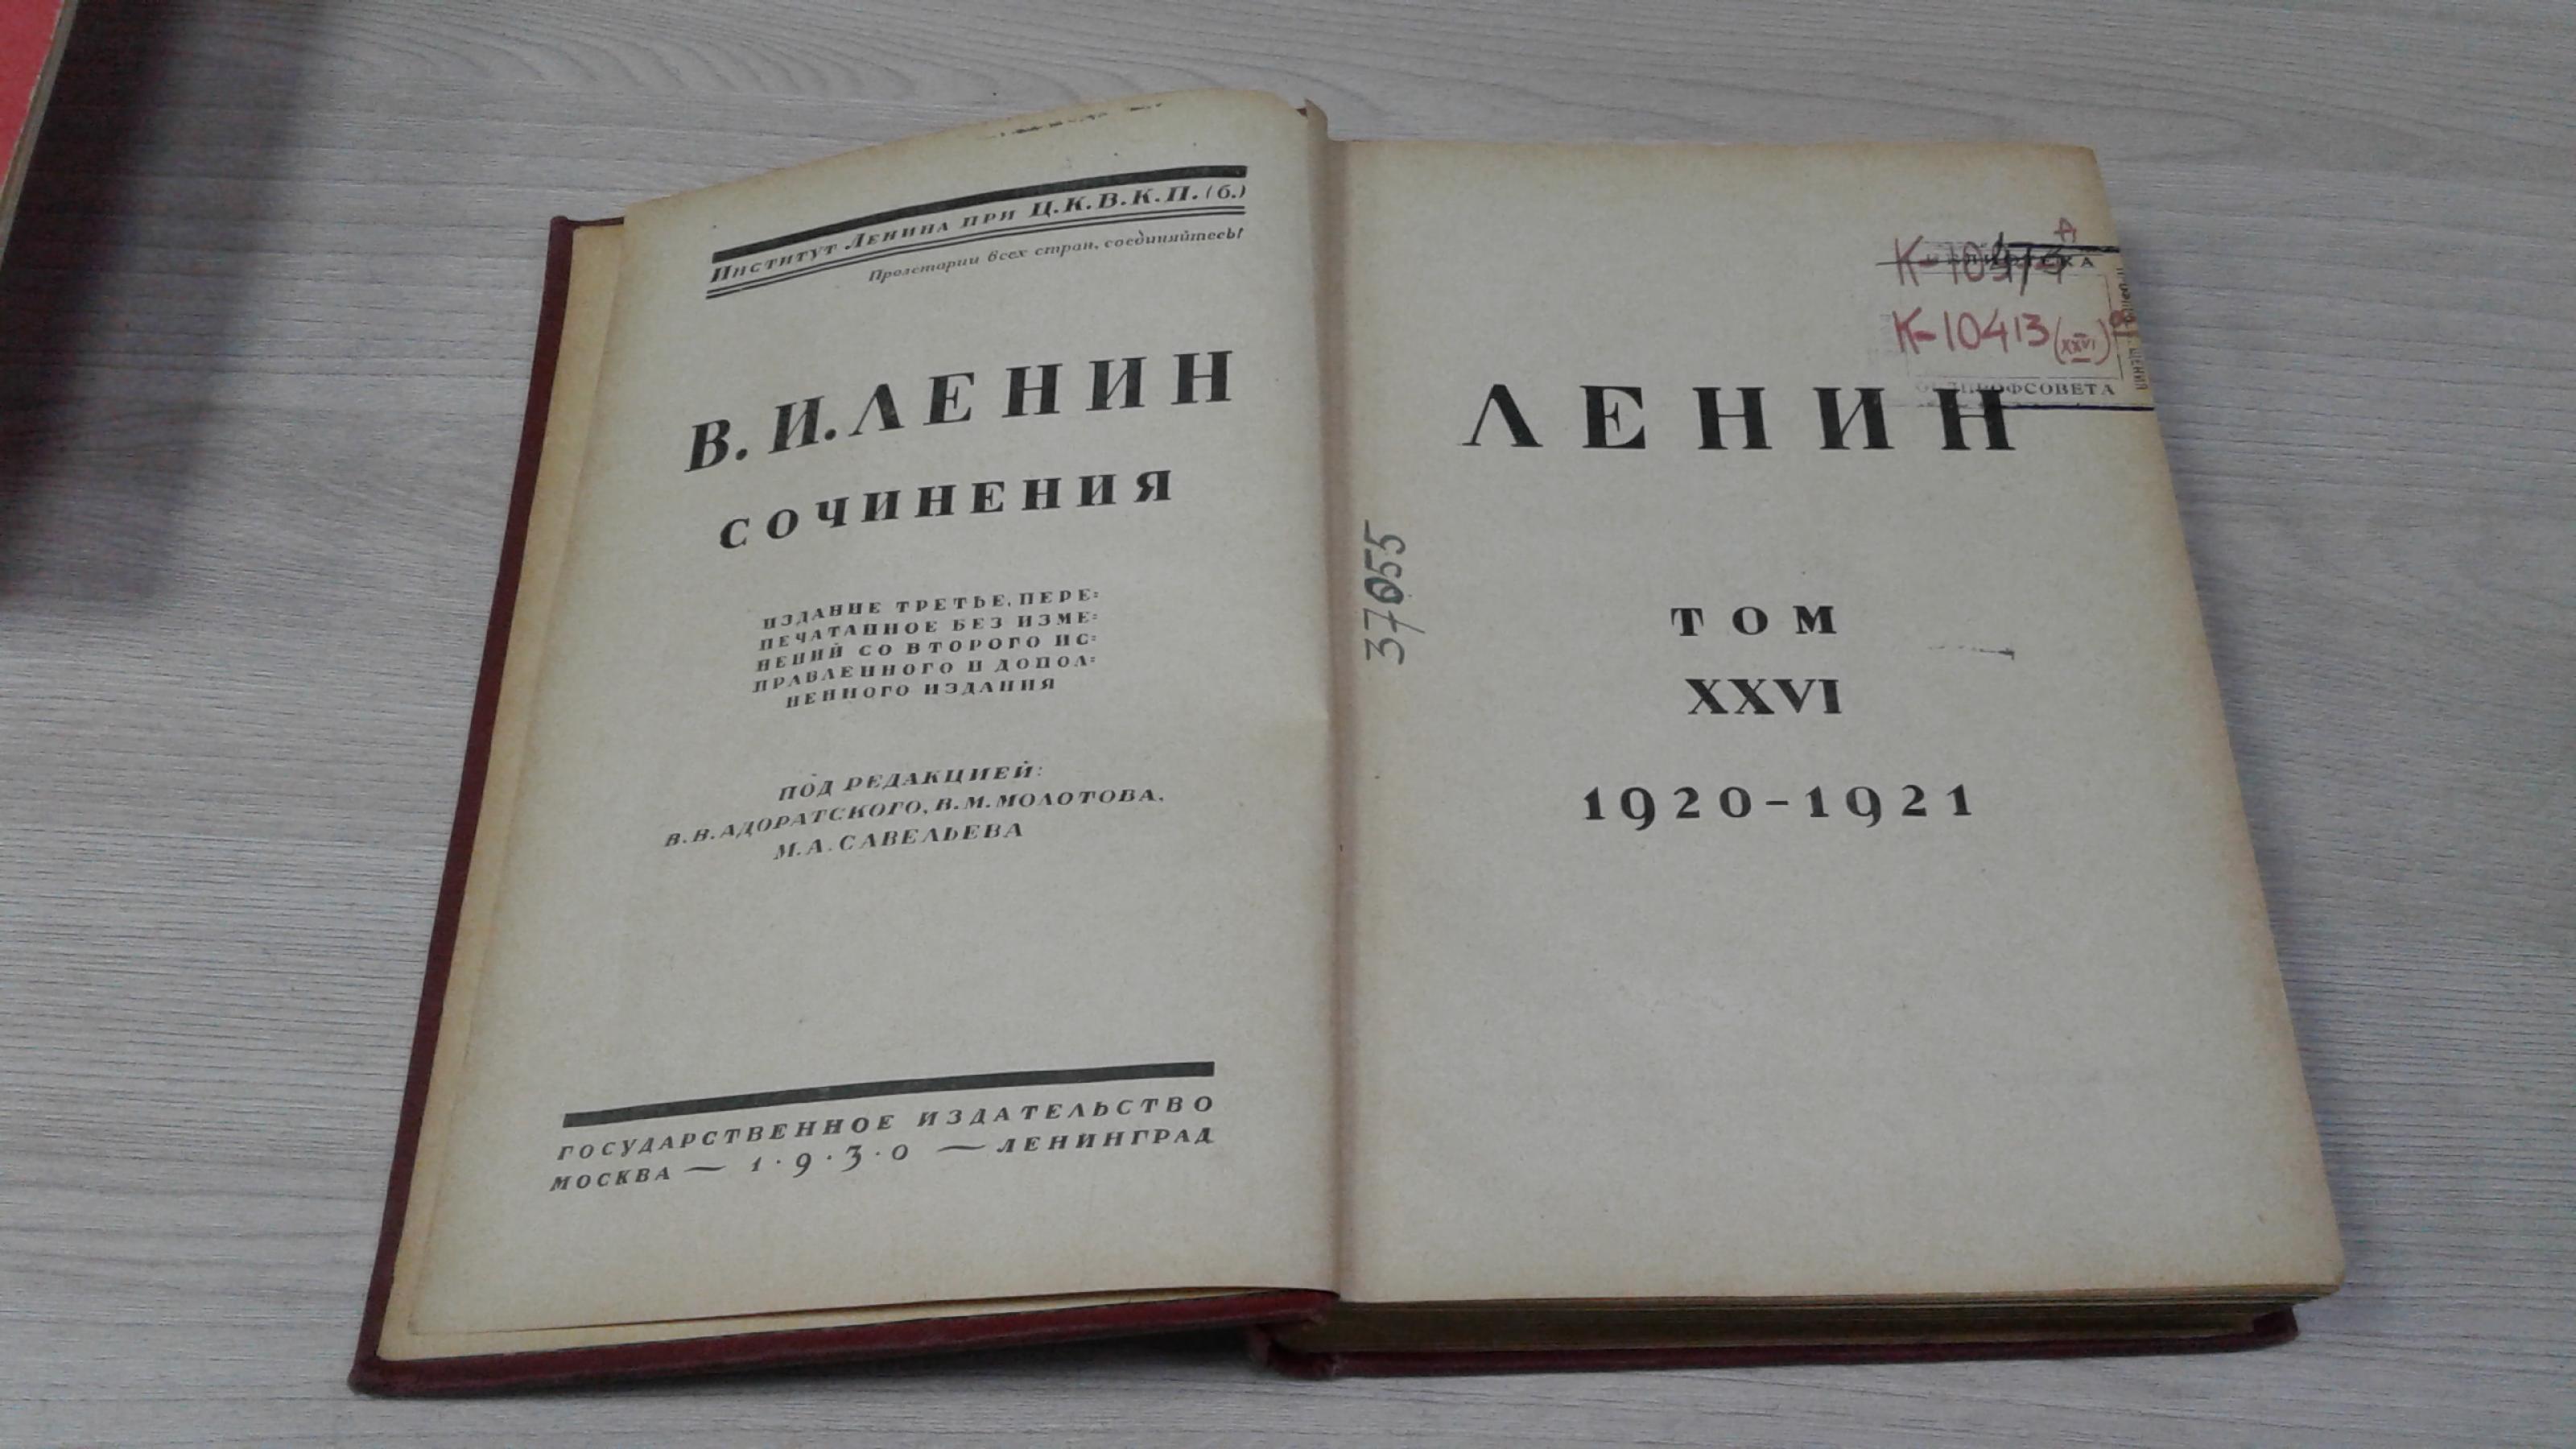 Институт Ленина при Ц.К.В.К.П.(б.)
Пролетарии всех стран, соединяйтесь!
В. И. ЛЕНИН
СОЧИНЕНИЯ
ИЗДАНИЕ ТРЕТЬЕ, ПЕРЕ=
ПЕЧАТАННОЕ БЕЗ ИЗМЕ=
НЕНИЙ СО ВТОРОГО ИС=
ПРАВЛЕННОГО И ДОПОЛ=
НЕННОГО ИЗДАНИЯ
ПОД РЕДАКЦИЕЙ:
В. В. АДОРАТСКОГО, В. М. МОЛОТОВА,
М. А. САВЕЛЬЕВА
ГОСУДАРСТВЕННОЕ ИЗДАТЕЛЬСТВО
МОСКВА — 1·9·3·0 — ЛЕНИНГРАД
К-10413 (XXVI)
ЛЕНИН
37055
ТОМ
XXVI
1920-1921